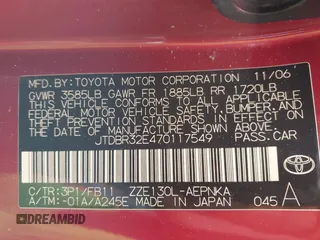 MFD.BY:TOYOTA MOTOR CORPORATION 11/06
GVWR 3585LB GAWR FR 1885LB RR 1720LB
THIS VEHICLE CONFORMS TO ALL APPLICABLE
FEDERAL MOTOR VEHICLE SAFETY, BUMPER,
AND THEFT PREVENTION STANDARDS IN EFFECT
ON THE DATE OF MANUFACTURE SHOWN ABOVE.
JTDBR32E470117549 PASS.CAR
C/TR:3P1/FB11 ZZE130L-AEPNKA
A/TM:-01A/A245E MADE IN JAPAN 045 A
TOYOTA
DREAMBID